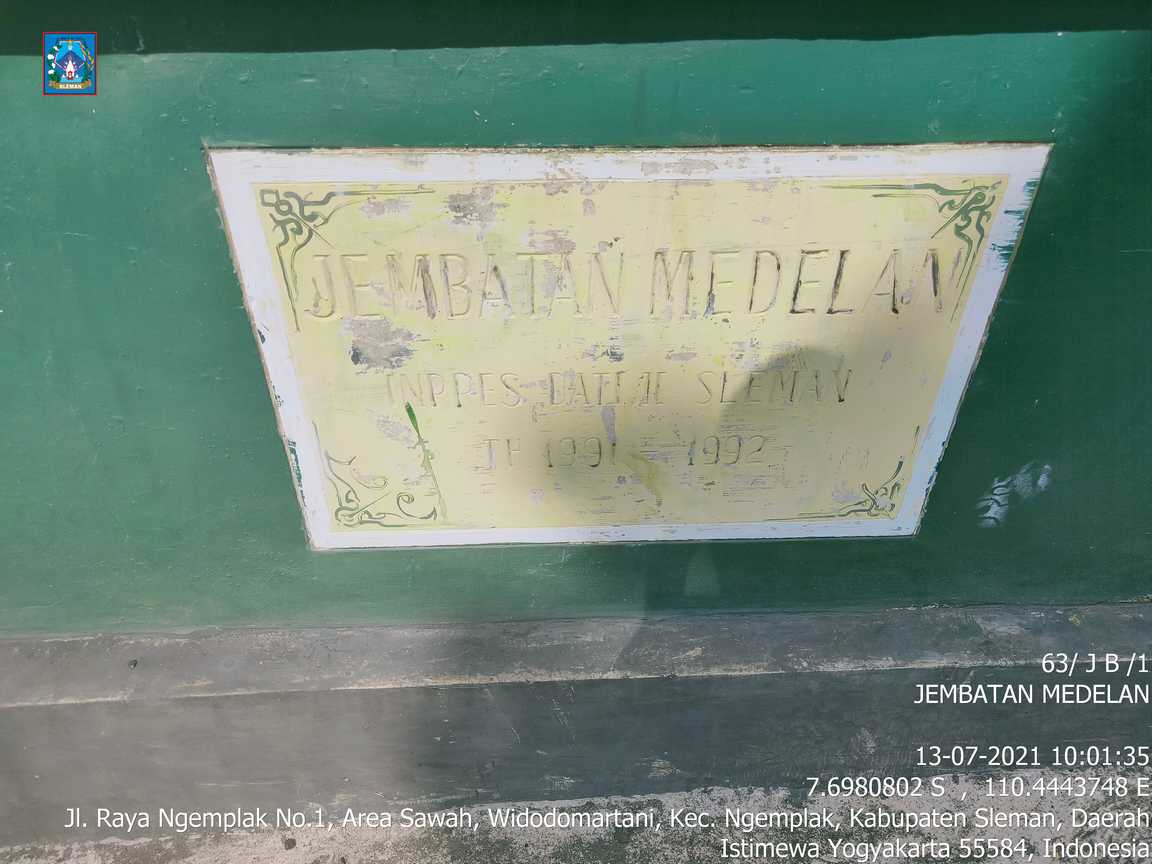 SLEMAN
JEMBATAN MEDELAN
INPRES DATI II SLEMAN
TH 1991 - 1992
63/ J B /1
JEMBATAN MEDELAN
13-07-2021 10:01:35
7.6980802 S , 110.4443748 E
Jl. Raya Ngemplak No.1, Area Sawah, Widodomartani, Kec. Ngemplak, Kabupaten Sleman, Daerah
Istimewa Yogyakarta 55584, Indonesia